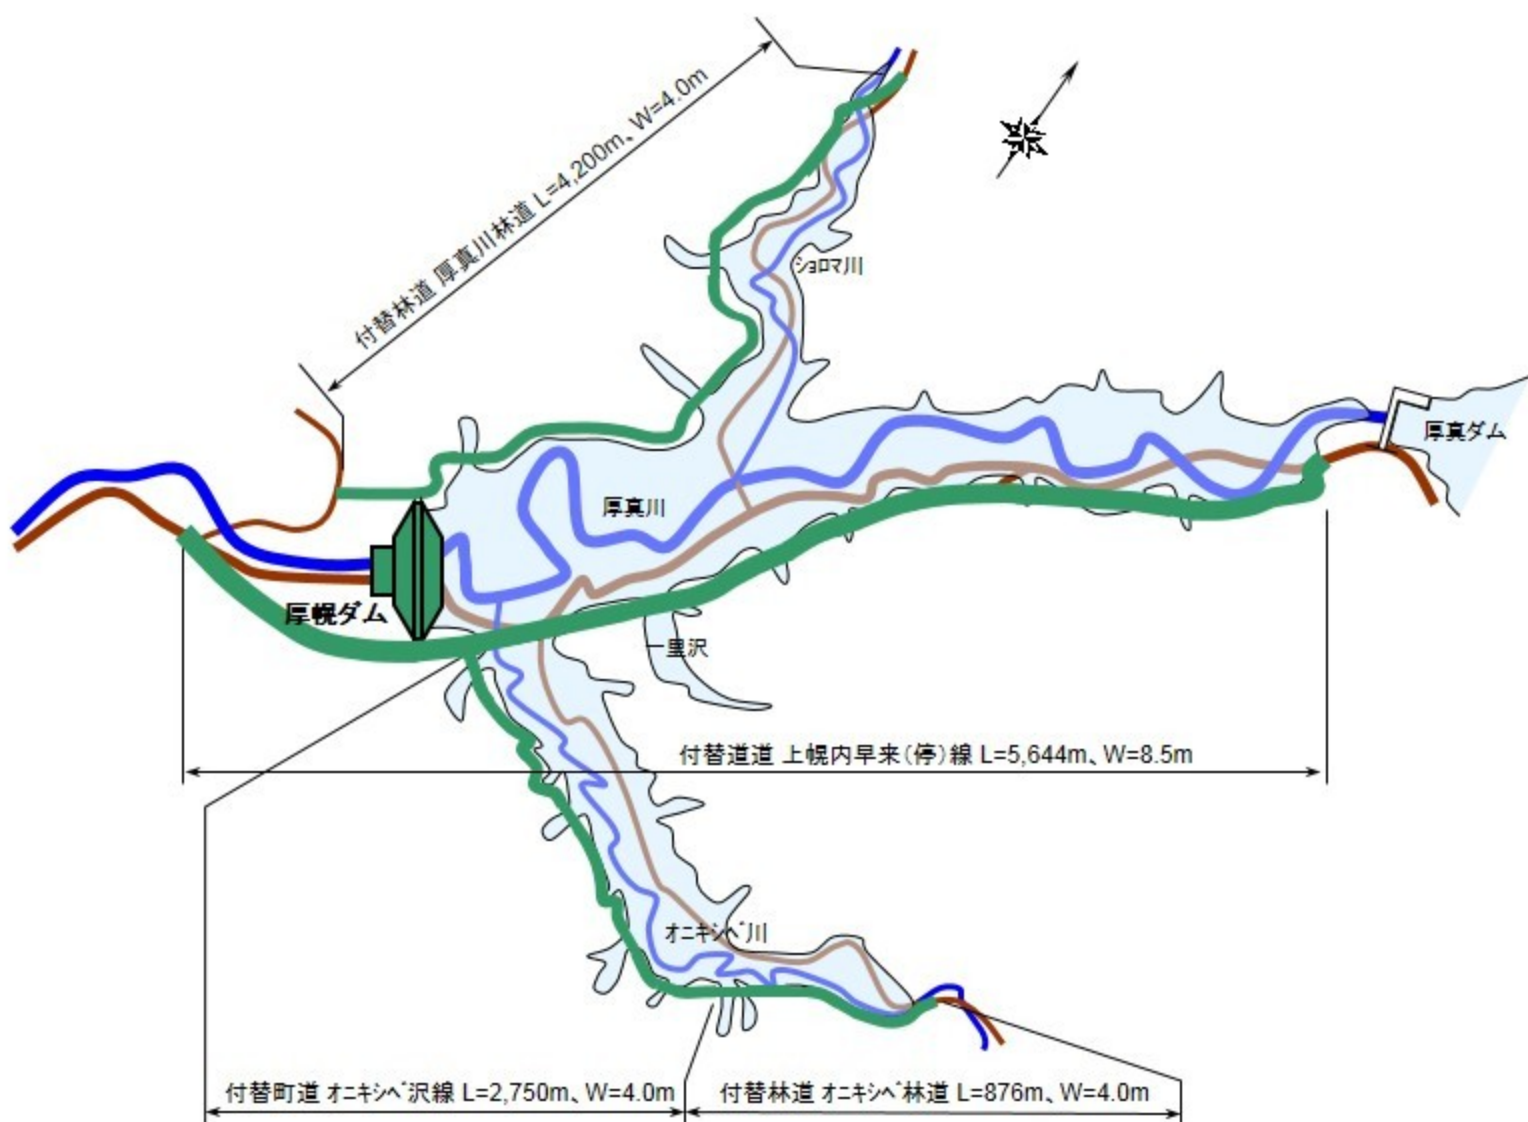 付替林道 厚真川林道 L=4,200m、W=4.0m
ショロマ川
厚真ダム
厚真川
厚幌ダム
一里沢
付替道道 上幌内早来(停)線 L=5,644m、W=8.5m
オニキシベ川
付替町道 オニキシベ沢線 L=2,750m、W=4.0m
付替林道 オニキシベ林道 L=876m、W=4.0m